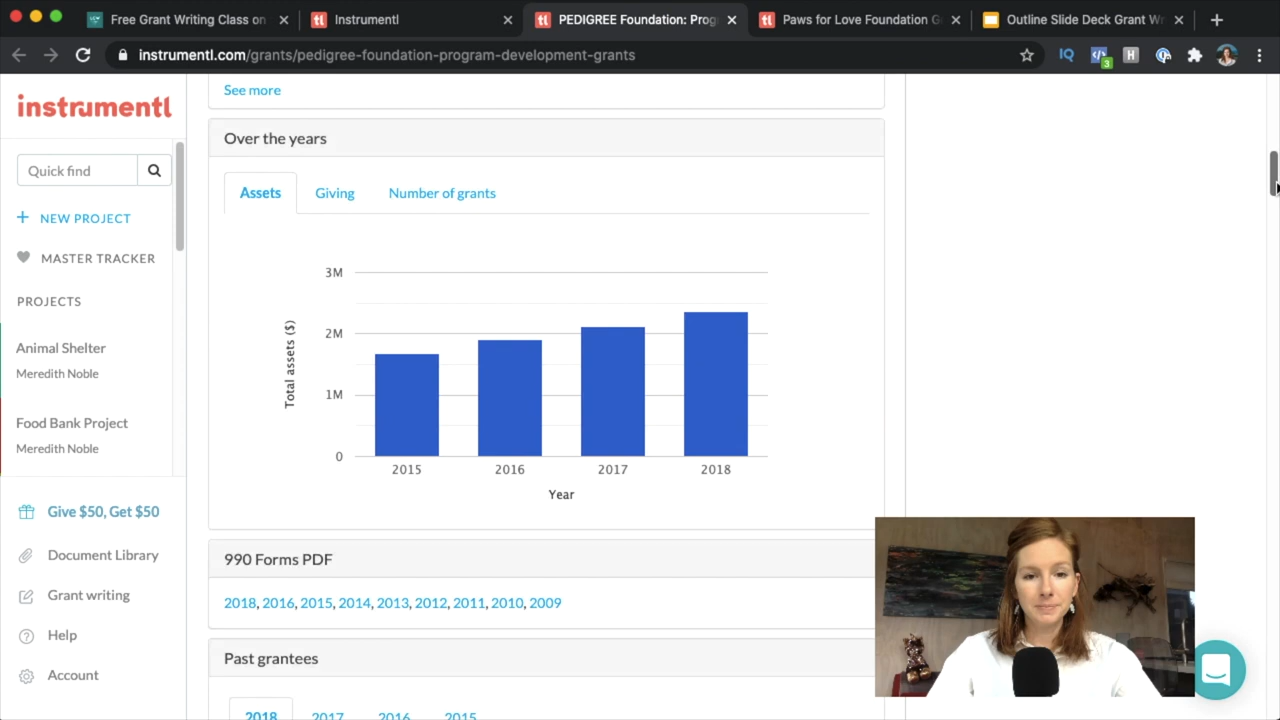 Free Grant Writing Class on
Instrumentl
PEDIGREE Foundation: Prog
Paws for Love Foundation G
Outline Slide Deck Grant Wr
instrumentl.com/grants/pedigree-foundation-program-development-grants
IQ
3
H
instrumentl
Quick find
+ NEW PROJECT
MASTER TRACKER
PROJECTS
Animal Shelter
Meredith Noble
Food Bank Project
Meredith Noble
Give $50, Get $50
Document Library
Grant writing
Help
Account
See more
Over the years
Assets Giving Number of grants
3M
2M
1M
0
Total assets ($)
2015 2016 2017 2018
Year
990 Forms PDF
2018, 2016, 2015, 2014, 2013, 2012, 2011, 2010, 2009
Past grantees
2018 2017 2016 2015